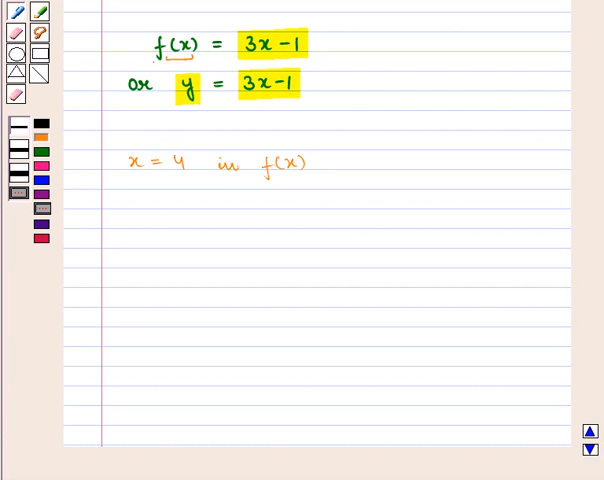 f(x) = 3x-1
or y = 3x-1
x = 4 in f(x)